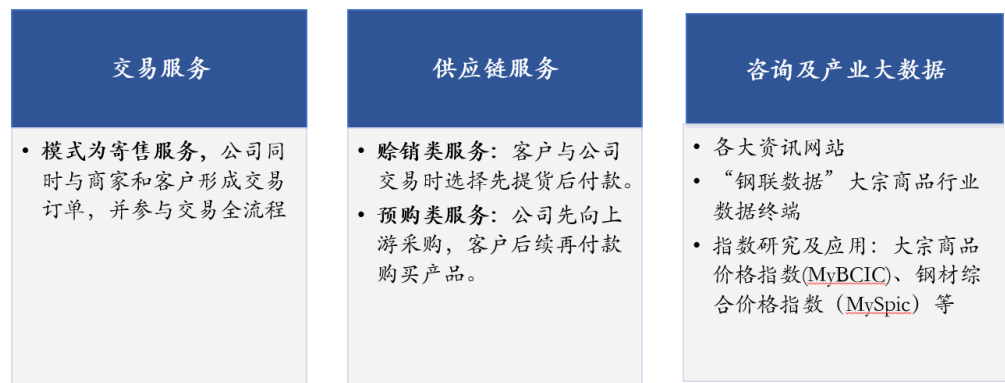 交易服务
• 模式为寄售服务，公司同
时与商家和客户形成交易
订单，并参与交易全流程
供应链服务
• 赊销类服务：客户与公司
交易时选择先提货后付款。
• 预购类服务：公司先向上
游采购，客户后续再付款
购买产品。
咨询及产业大数据
• 各大资讯网站
• “钢联数据”大宗商品行业
数据终端
• 指数研究及应用：大宗商品
价格指数(MyBCIC)、钢材综
合价格指数（MySpic）等